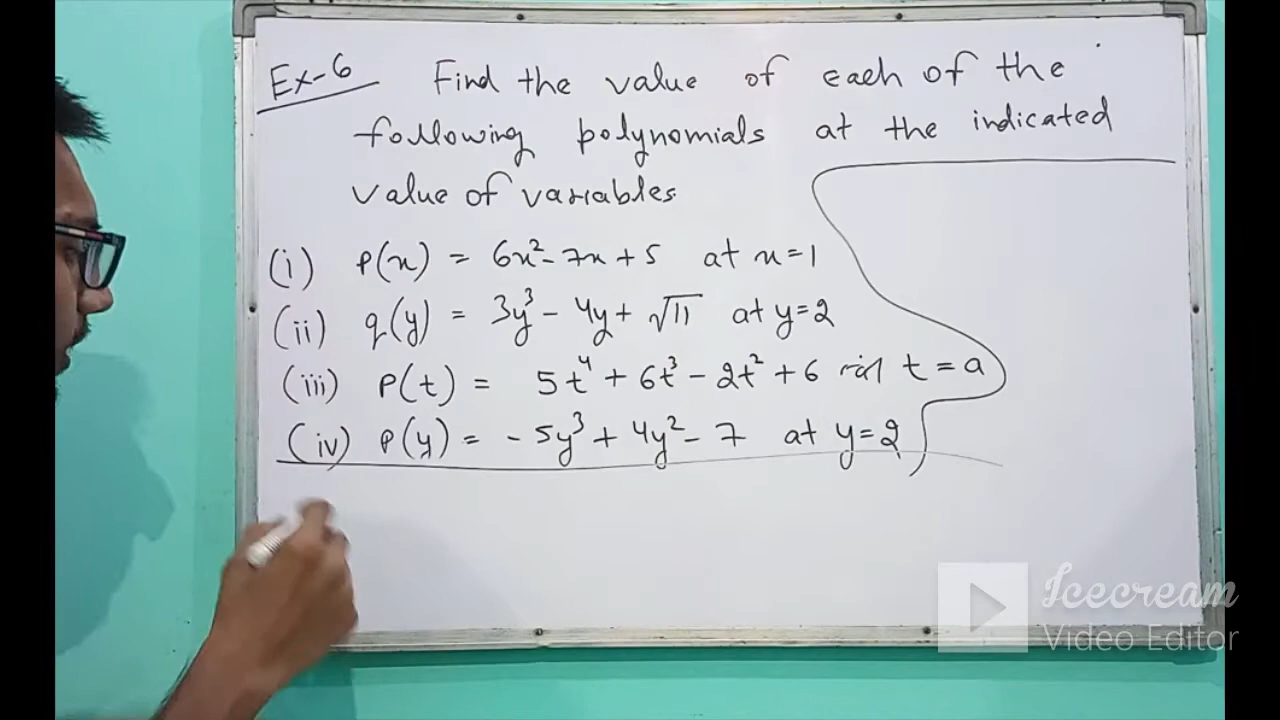 Ex-6 Find the value of each of the
following polynomials at the indicated
value of variables
(i) P(x) = 6x² - 7x + 5 at x=1
(ii) q(y) = 3y³ - 4y + √11 at y=2
(iii) P(t) = 5t⁴ + 6t³ - 2t² + 6 t = a
(iv) P(y) = - 5y³ + 4y² - 7 at y=2
Icecream
Video Editor